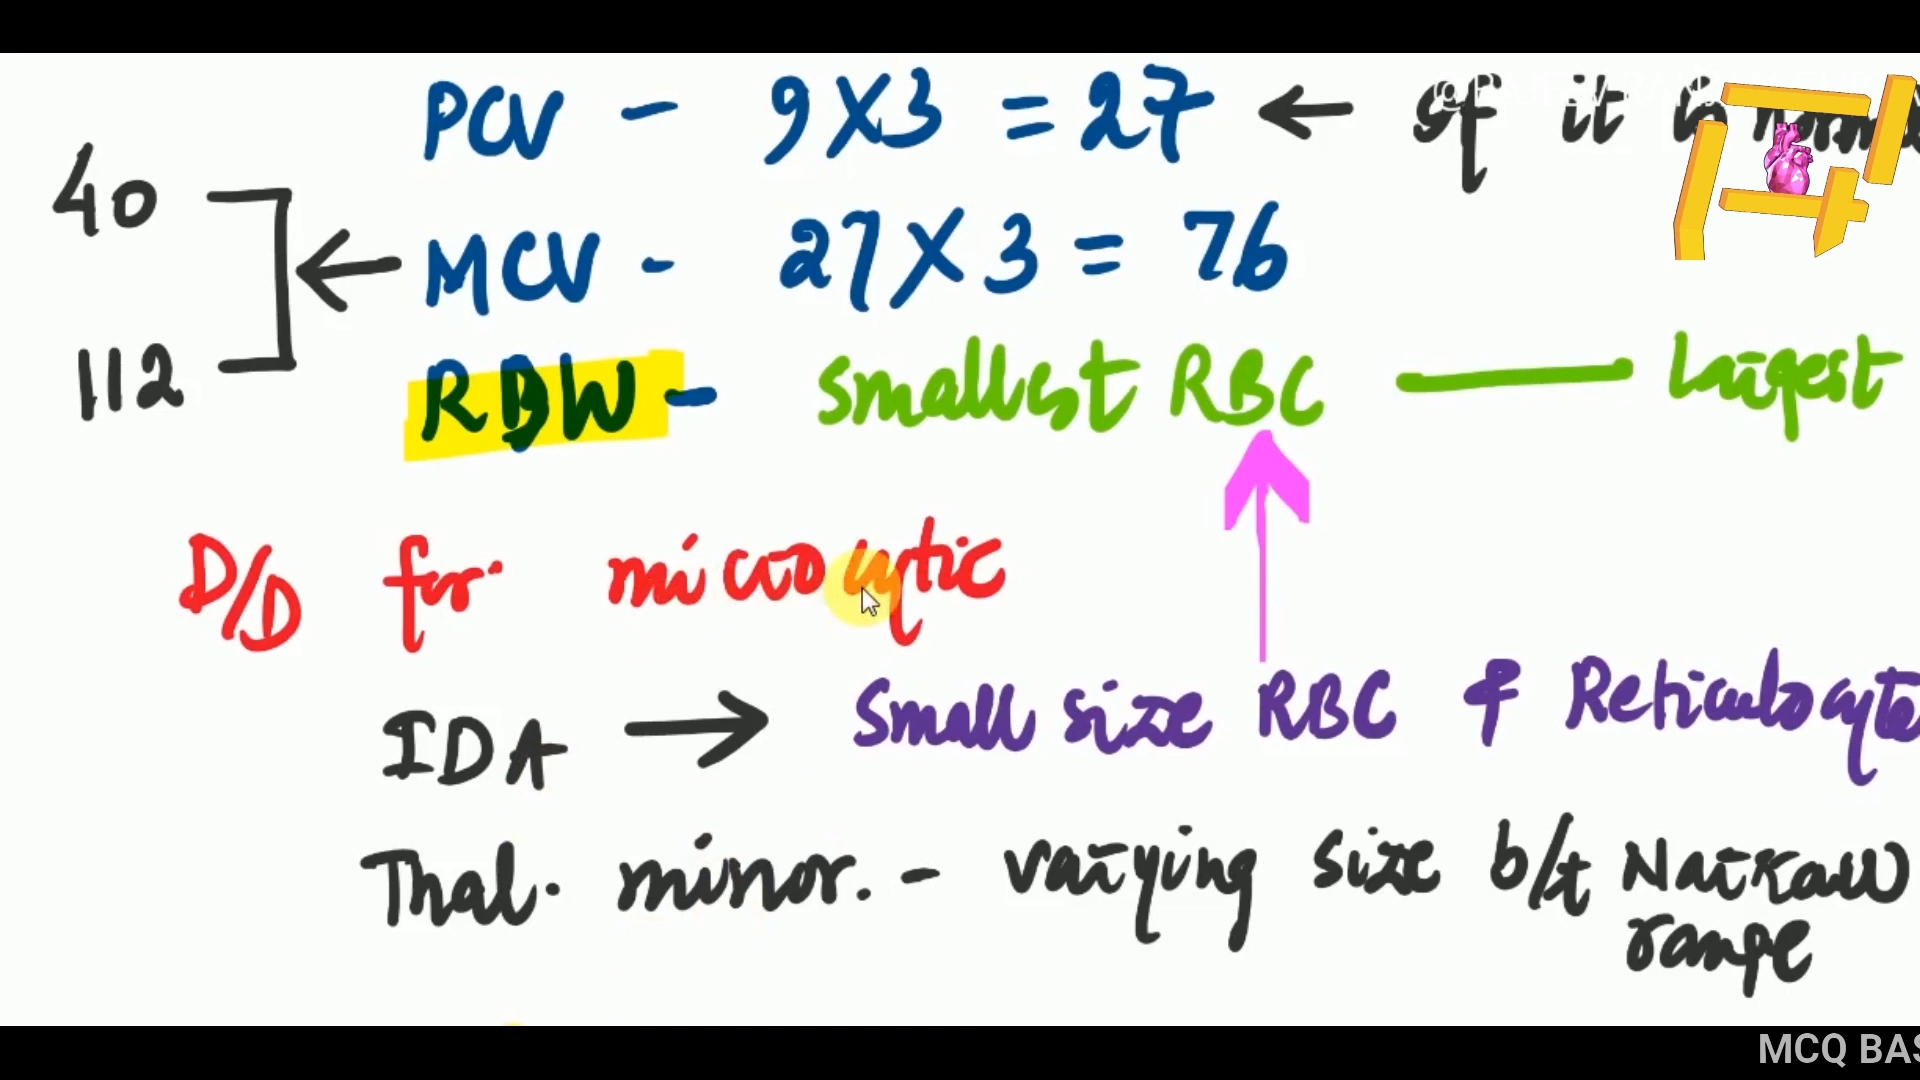 PCV - 9X3 = 27 ← If it is
40
MCV - 27X3 = 76
112
RDW - smallest RBC — Largest
D/D for microcytic
IDA → Small size RBC & Reticulocyte
Thal. minor. - varying size b/t Narrow
range
MCQ BAS